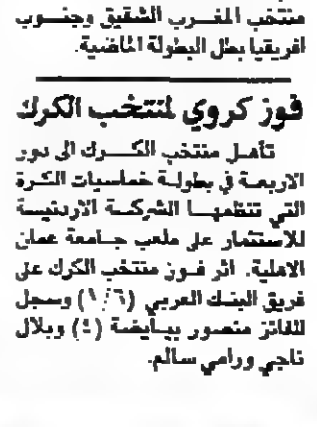 منتخب المغرب الشقيق وجنوب
افريقيا بطل البطولة الماضية.
فوز كروي لمنتخب الكرك
تأهل منتخب الكرك الى دور
الاربعة في بطولة خماسيات الكرة
التي تنظمها الشركة الاردنية
للاستثمار على ملعب جامعة عمان
الاهلية. اثر فوز منتخب الكرك على
فريق البنك العربي (١/٦) وسجل
للفائز منصور بيايضة (٤) وبلال
ناجي ورامي سالم.